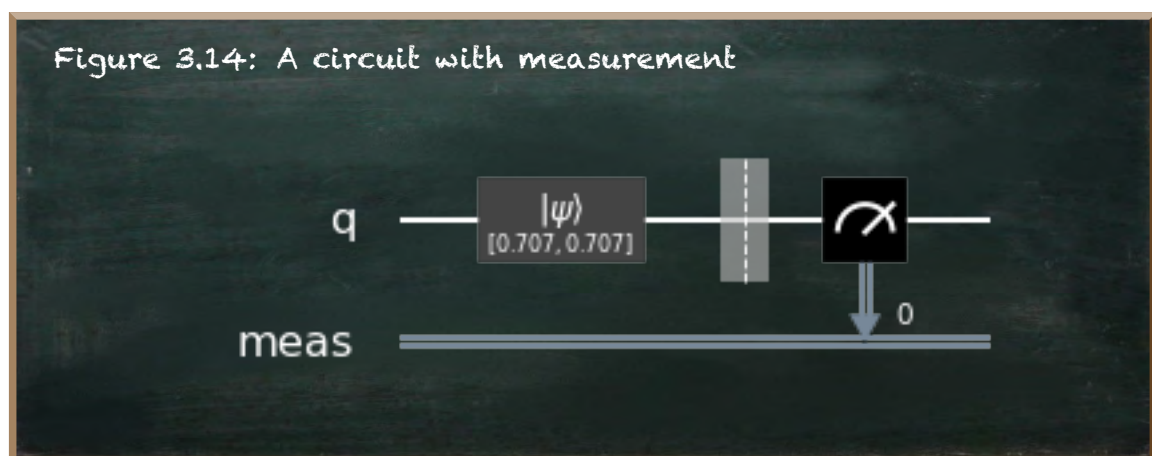 Figure 3.14: A circuit with measurement
q
|ψ⟩
[0.707, 0.707]
0
meas